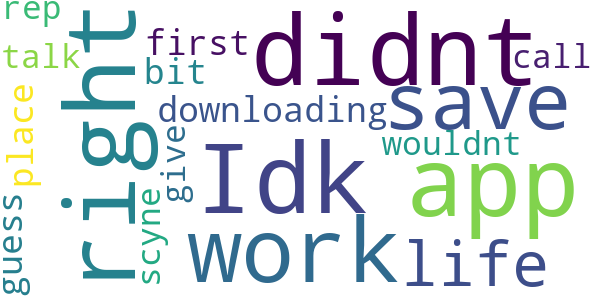 rep
talk
place
guess
right
first
bit
downloading
give
scyne
didnt
call
save
wouldnt
Idk
app
work
life